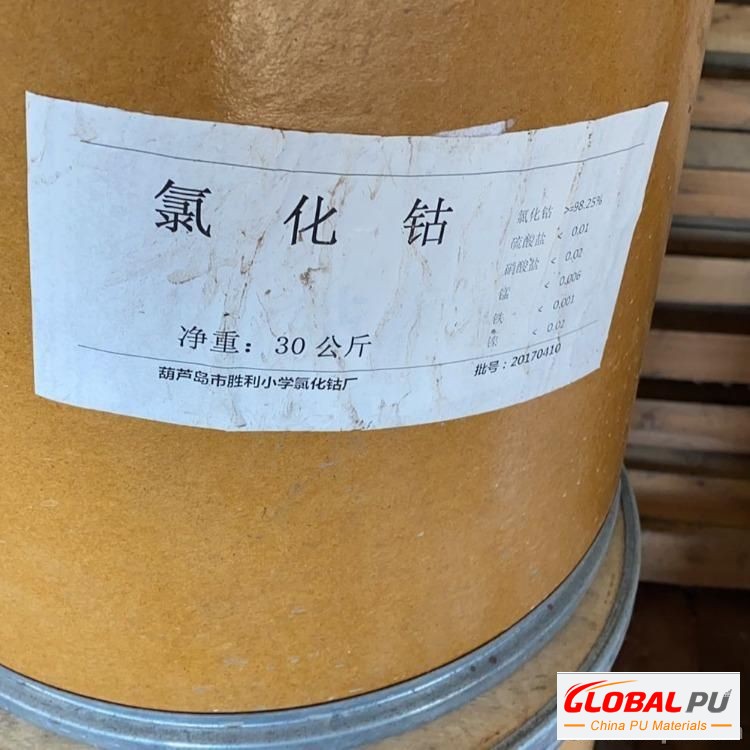 氯化钴
氯化钴 >=98.25%
硫酸盐 < 0.01
硝酸盐 < 0.02
锰 < 0.006
铁 < 0.001
镍 < 0.02
净重：30公斤
葫芦岛市胜利小学氯化钴厂
批号：20170410
GLOBAL PU
China PU Materials